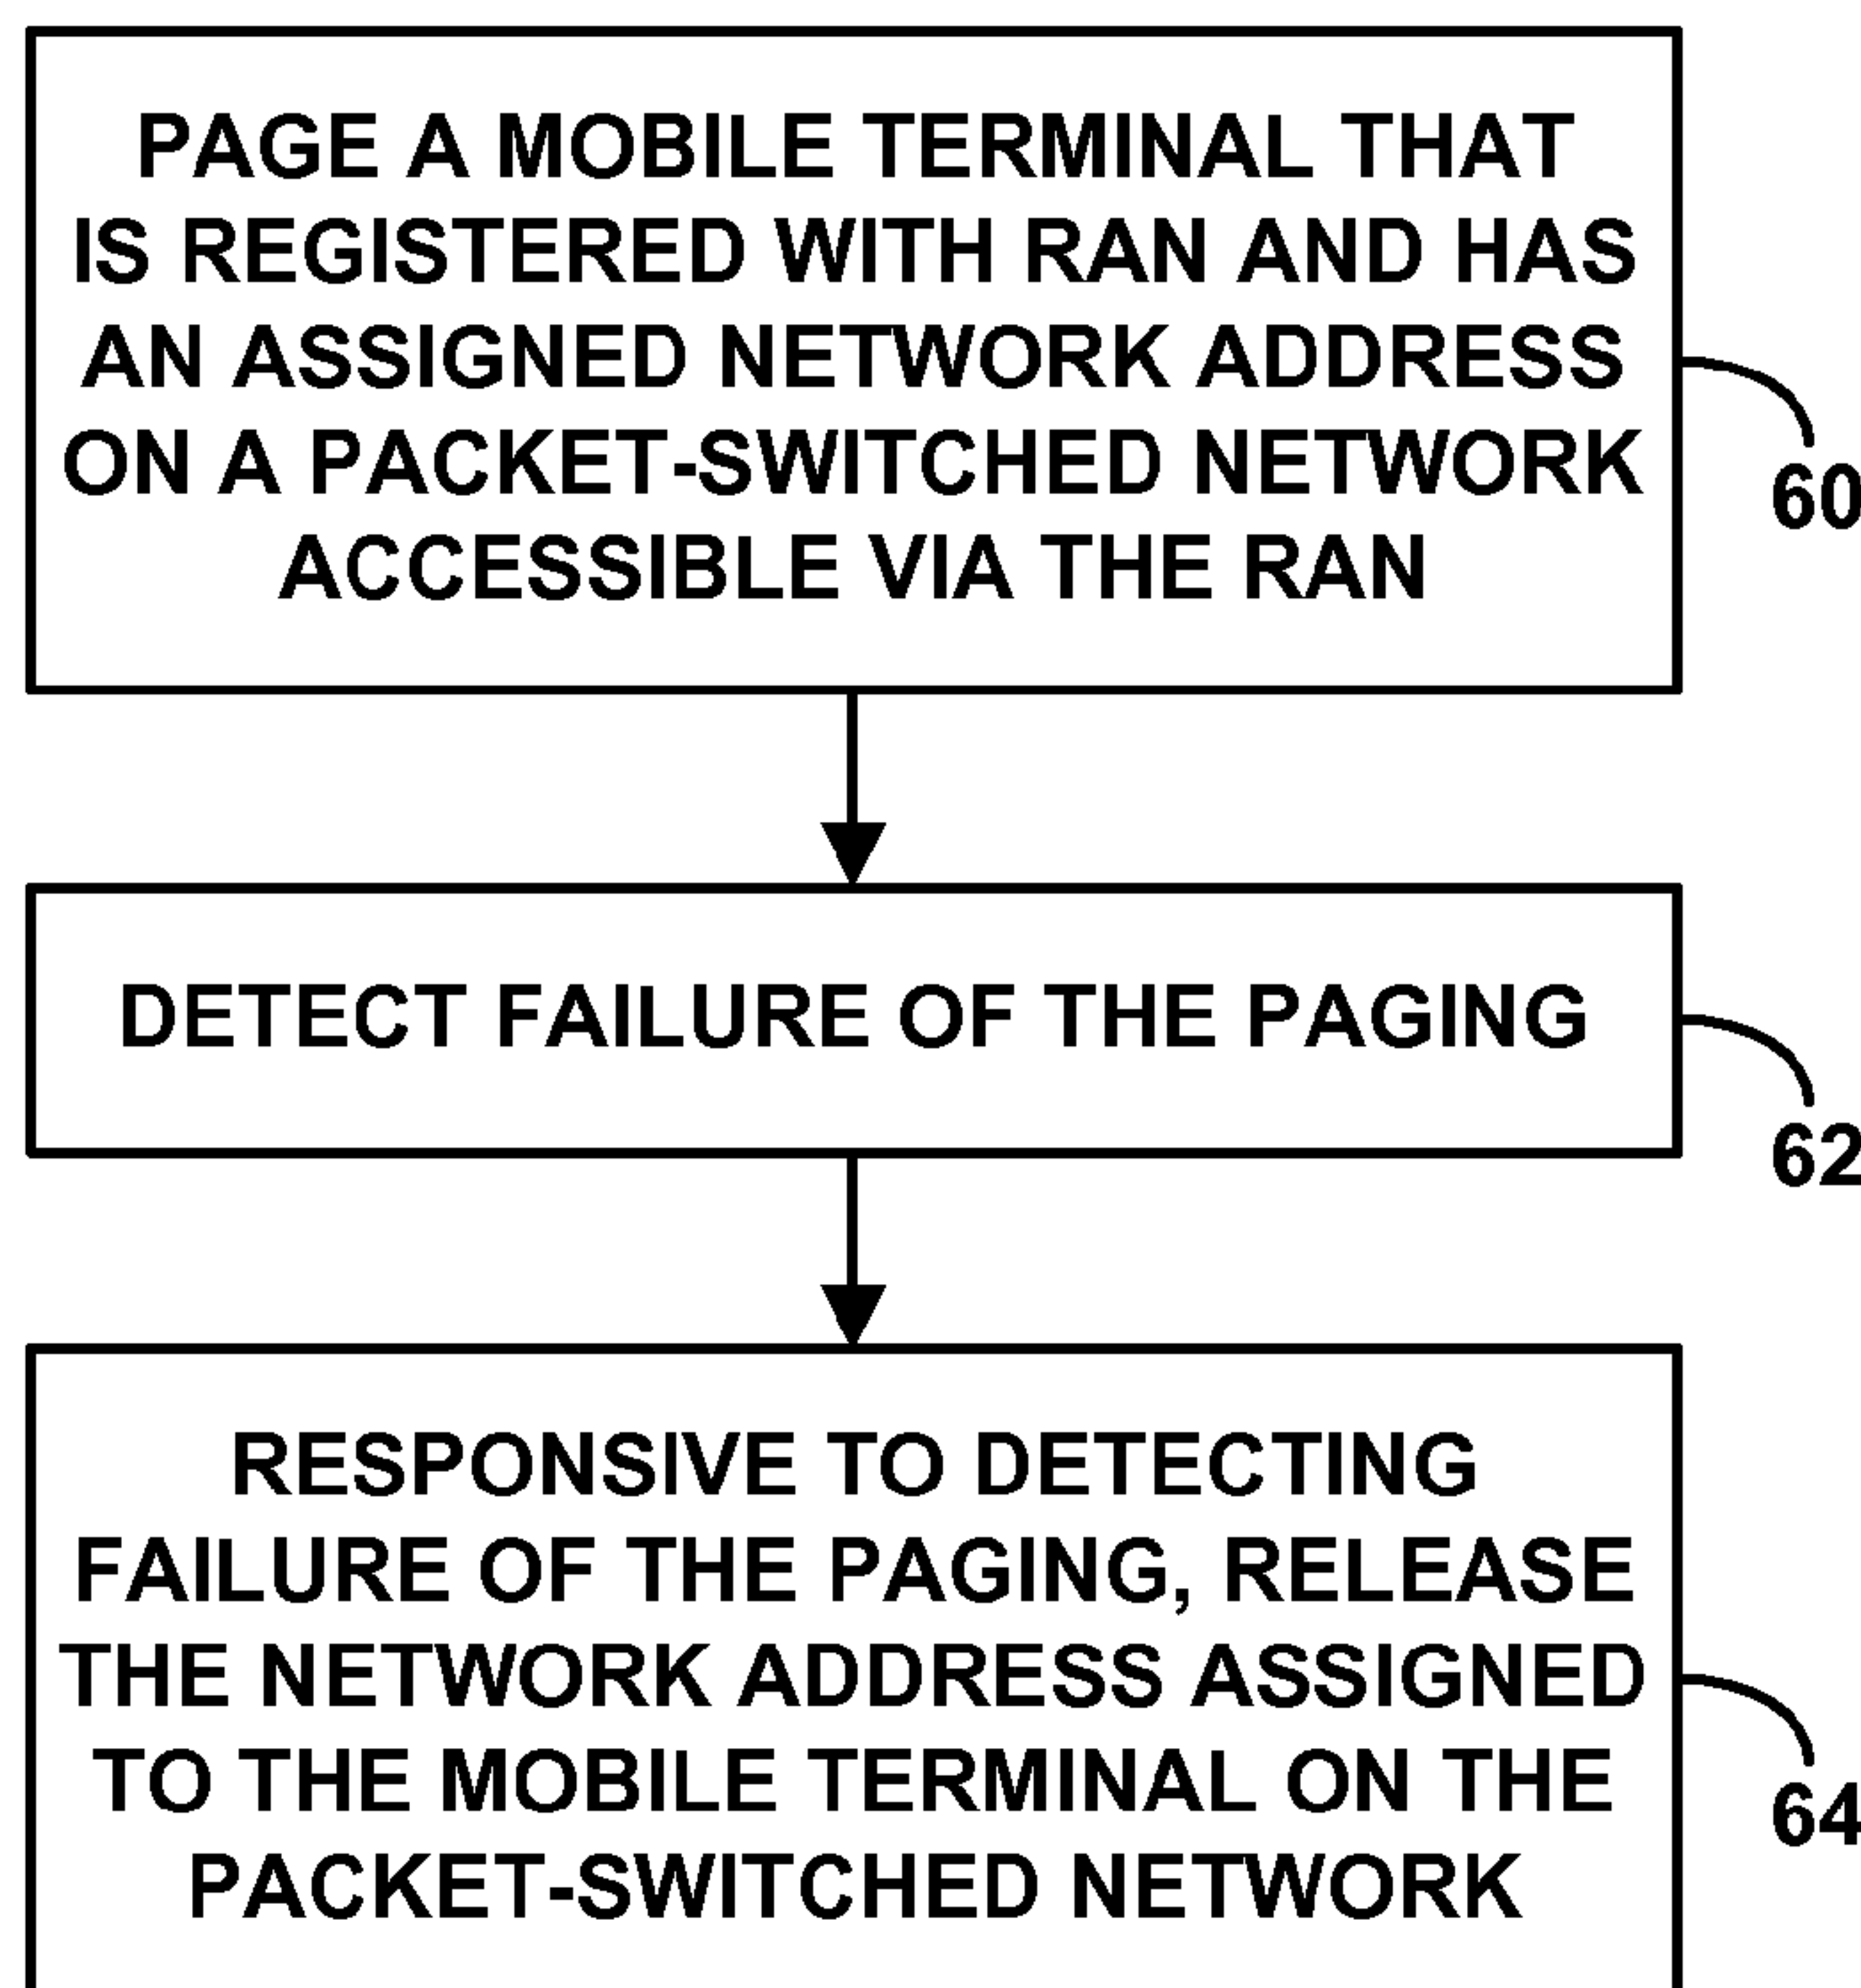 PAGE A MOBILE TERMINAL THAT
IS REGISTERED WITH RAN AND HAS
AN ASSIGNED NETWORK ADDRESS
ON A PACKET-SWITCHED NETWORK
ACCESSIBLE VIA THE RAN
60
DETECT FAILURE OF THE PAGING
62
RESPONSIVE TO DETECTING
FAILURE OF THE PAGING, RELEASE
THE NETWORK ADDRESS ASSIGNED
TO THE MOBILE TERMINAL ON THE
PACKET-SWITCHED NETWORK
64